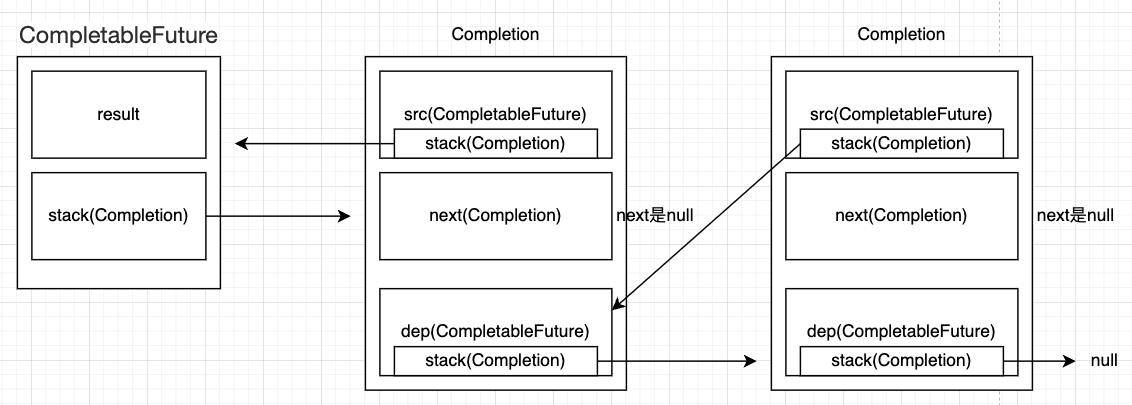 CompletableFuture
result
stack(Completion)
Completion
src(CompletableFuture)
stack(Completion)
next(Completion)
next是null
dep(CompletableFuture)
stack(Completion)
Completion
src(CompletableFuture)
stack(Completion)
next(Completion)
next是null
dep(CompletableFuture)
stack(Completion)
null